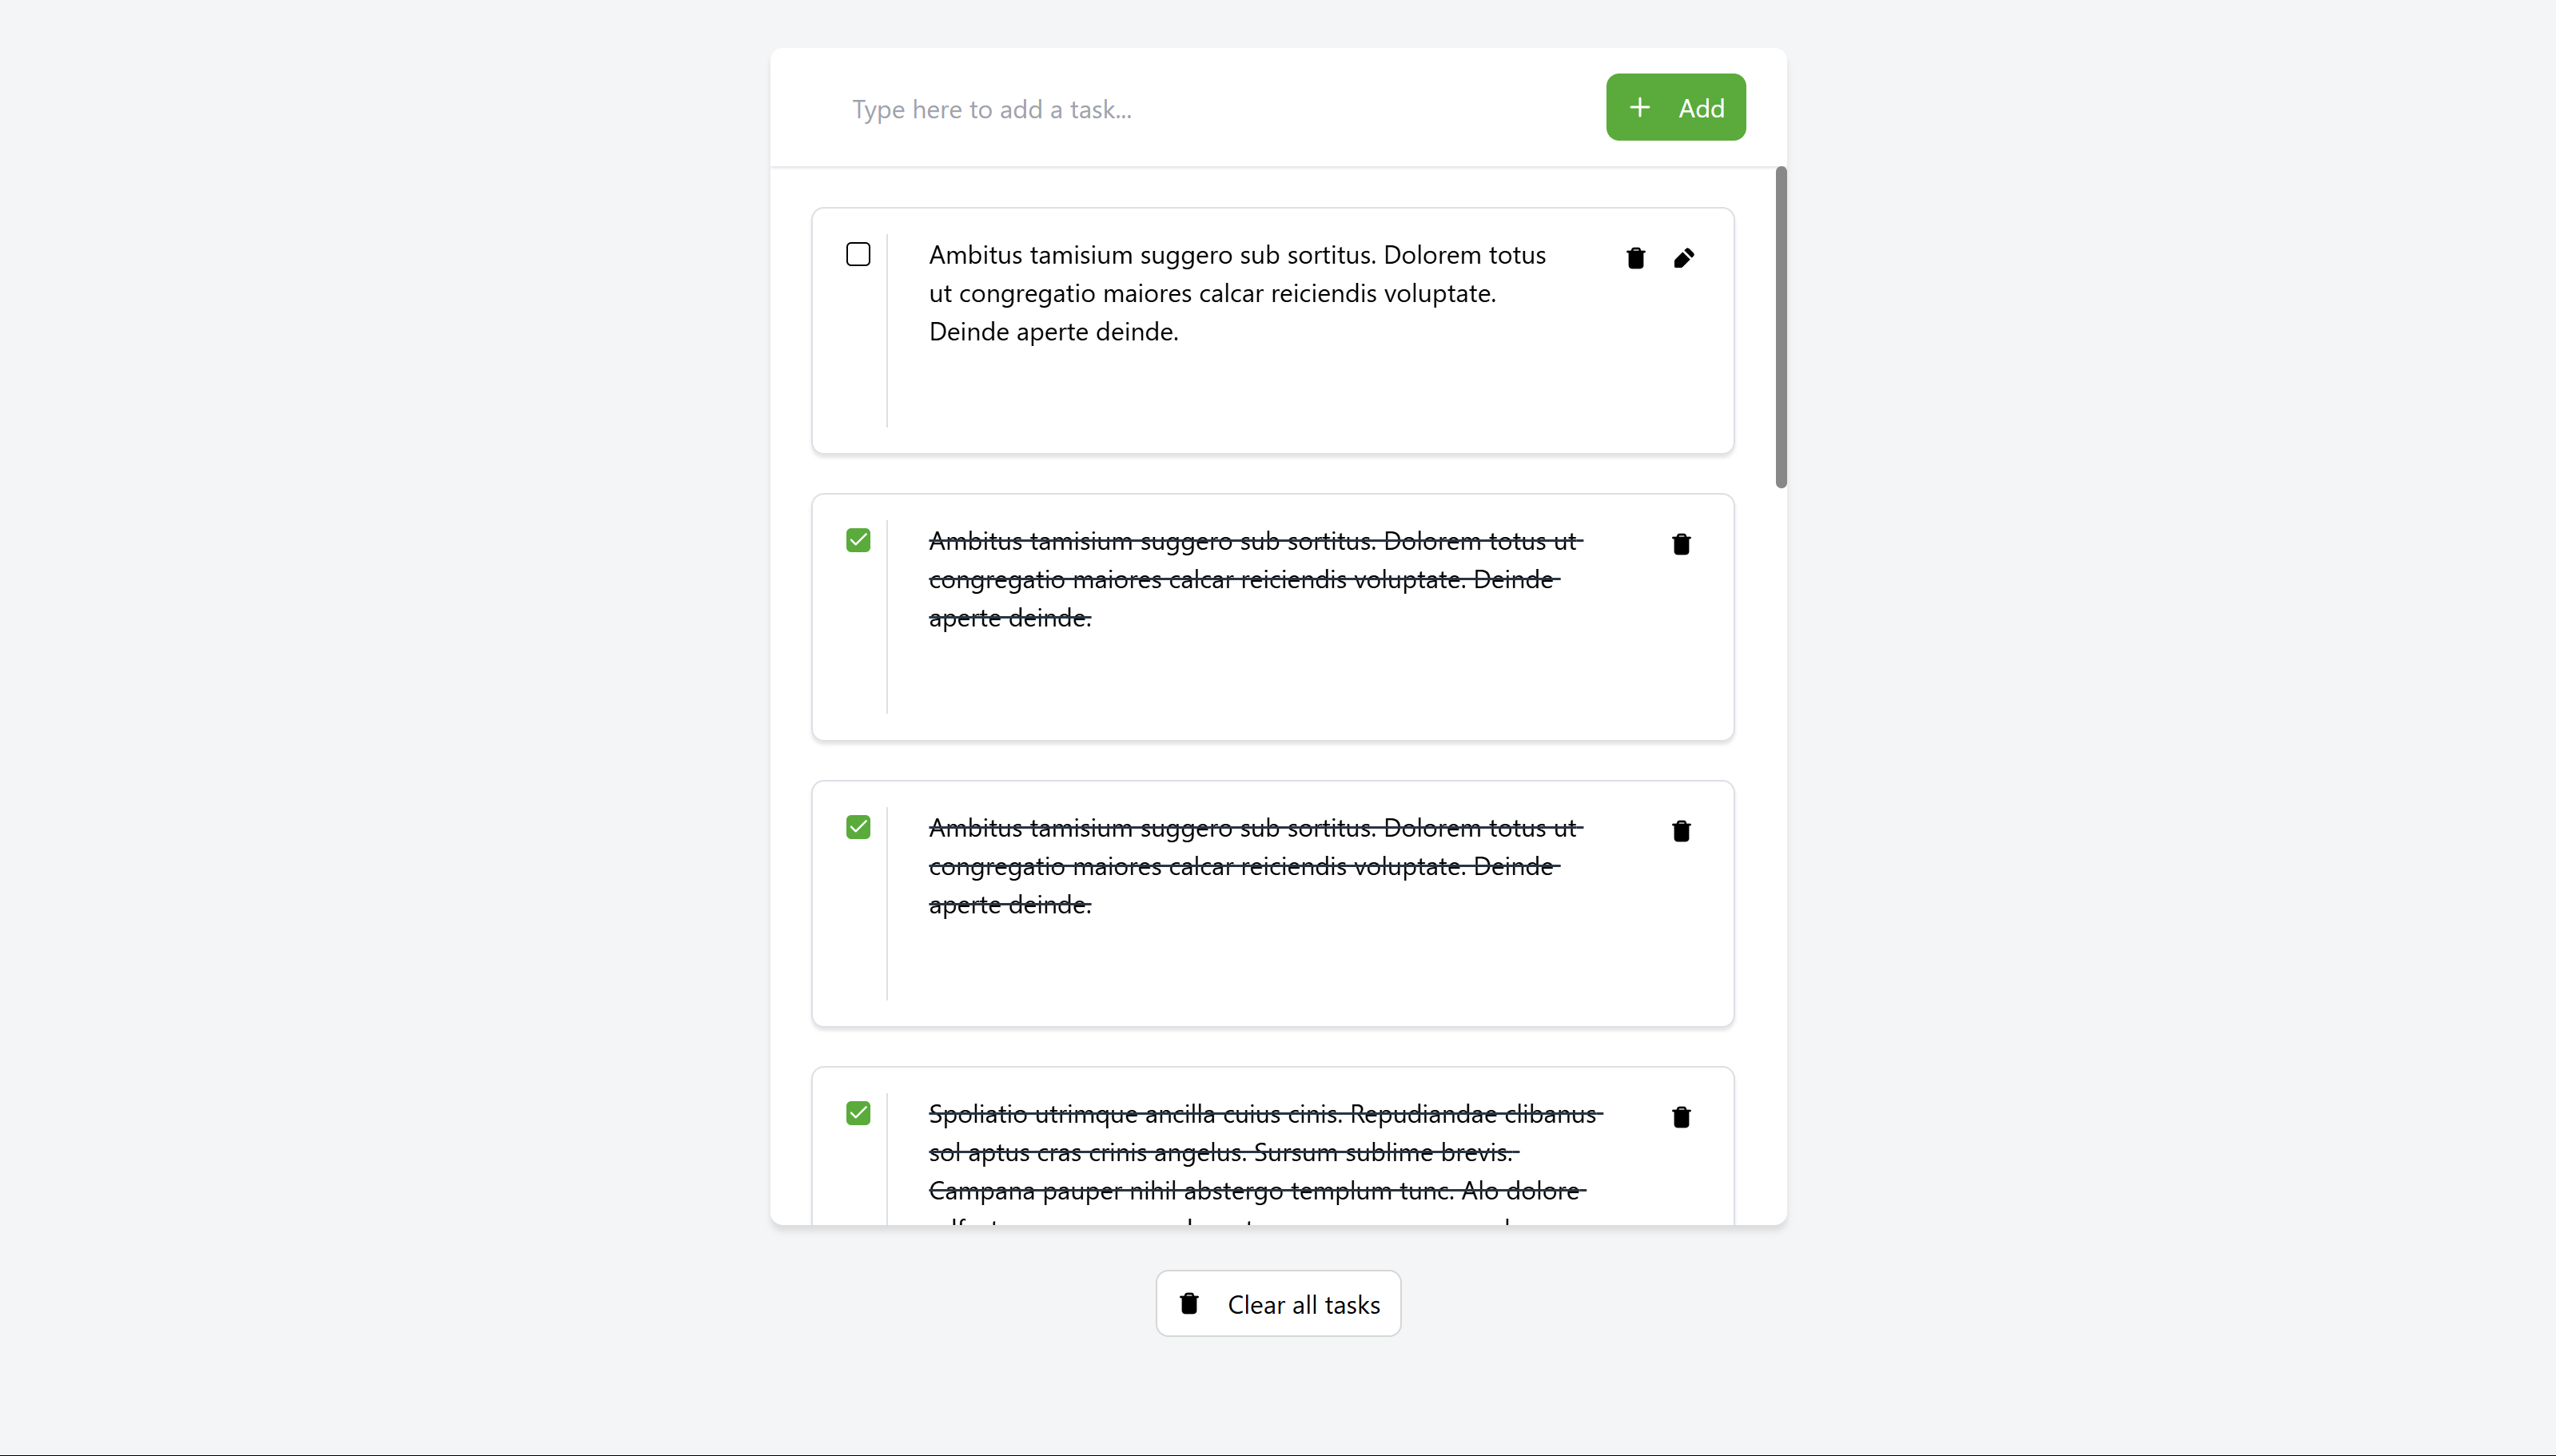 Type here to add a task...
Add
Ambitus tamisium suggero sub sortitus. Dolorem totus
ut congregatio maiores calcar reiciendis voluptate.
Deinde aperte deinde.
Ambitus tamisium suggero sub sortitus. Dolorem totus ut
congregatio maiores calcar reiciendis voluptate. Deinde
aperte deinde.
Ambitus tamisium suggero sub sortitus. Dolorem totus ut
congregatio maiores calcar reiciendis voluptate. Deinde
aperte deinde.
Spoliatio utrimque ancilla cuius cinis. Repudiandae clibanus
sol aptus cras crinis angelus. Sursum sublime brevis.
Campana pauper nihil abstergo templum tunc. Alo dolore
Clear all tasks